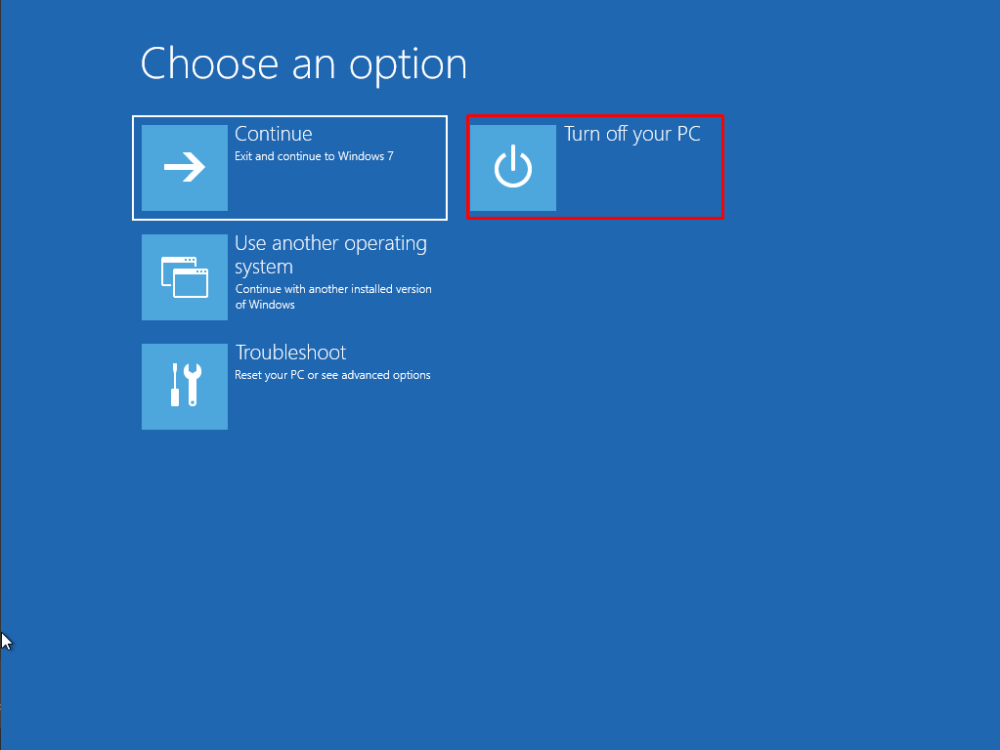 Choose an option
Continue
Exit and continue to Windows 7
Turn off your PC
Use another operating
system
Continue with another installed version
of Windows
Troubleshoot
Reset your PC or see advanced options